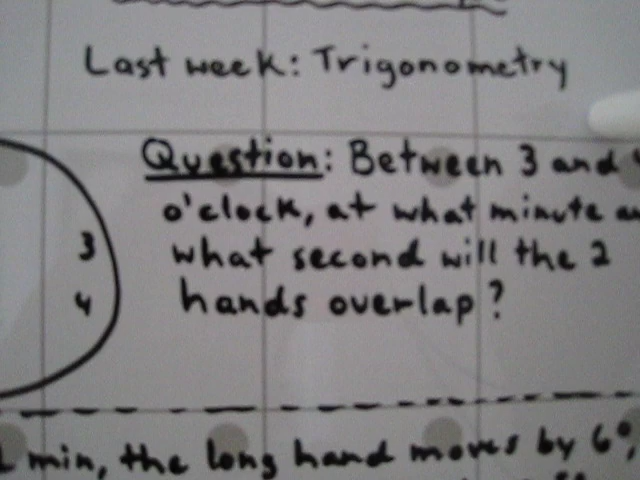 Last week: Trigonometry
Question: Between 3 and
o'clock, at what minute
3 what second will the 2
4 hands overlap?
min, the long hand moves by 6°,